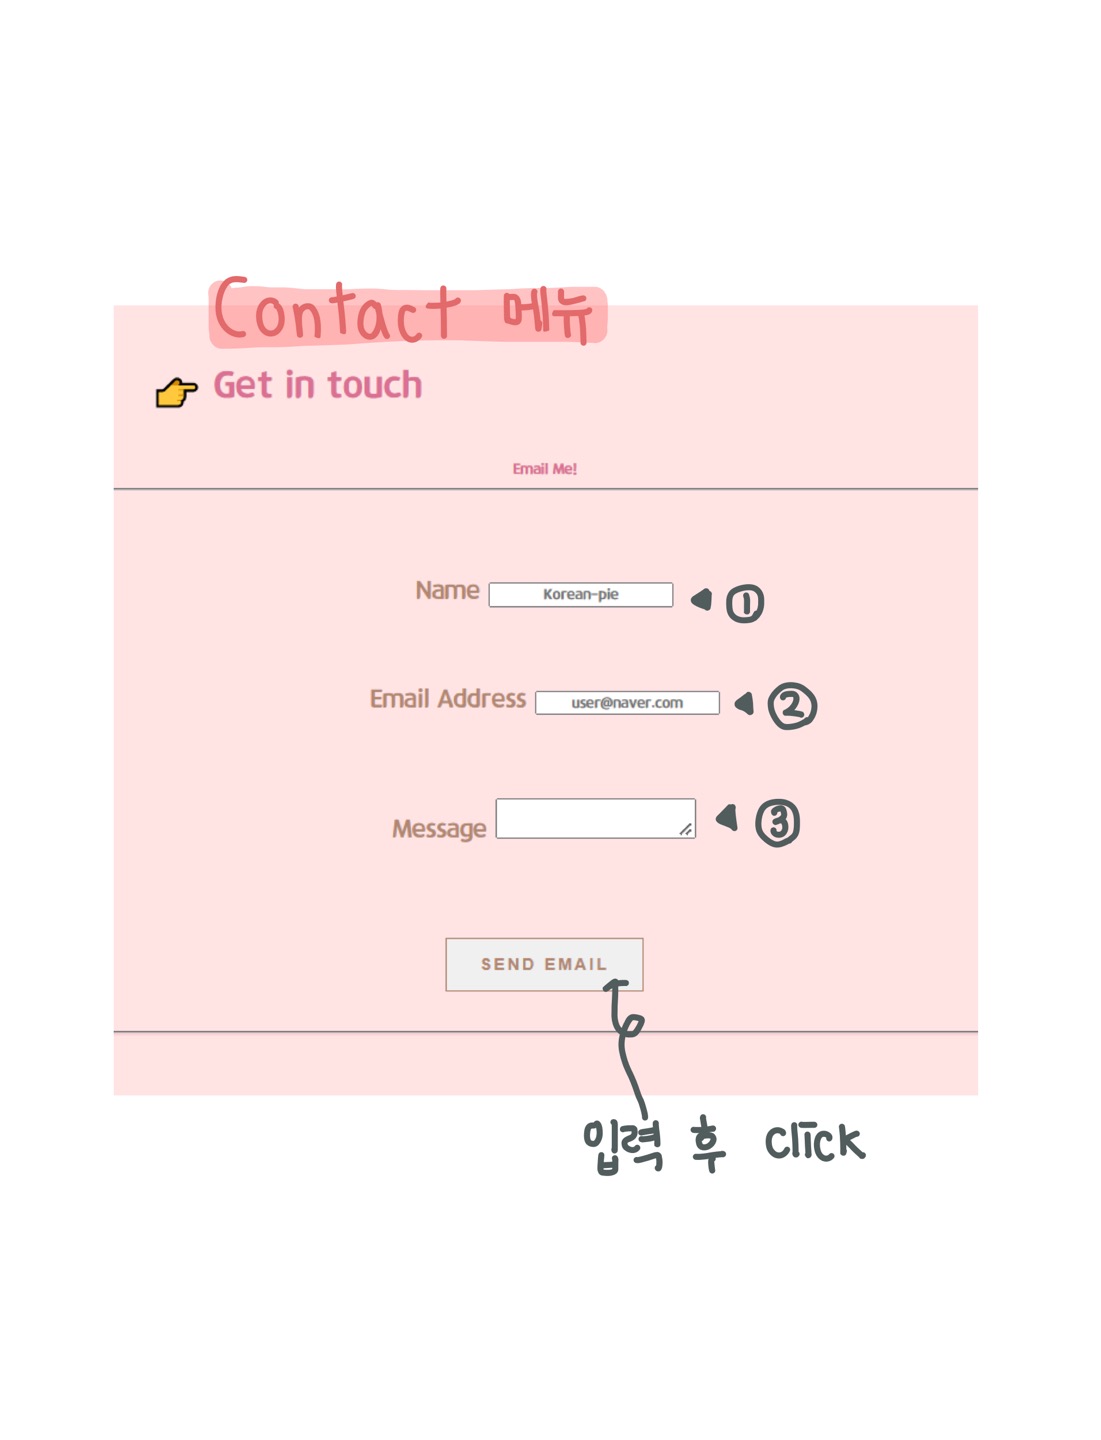 Contact 메뉴
👉 Get in touch
Email Me!
Name Korean-pie ①
Email Address user@naver.com ②
Message ③
SEND EMAIL
입력 후 click